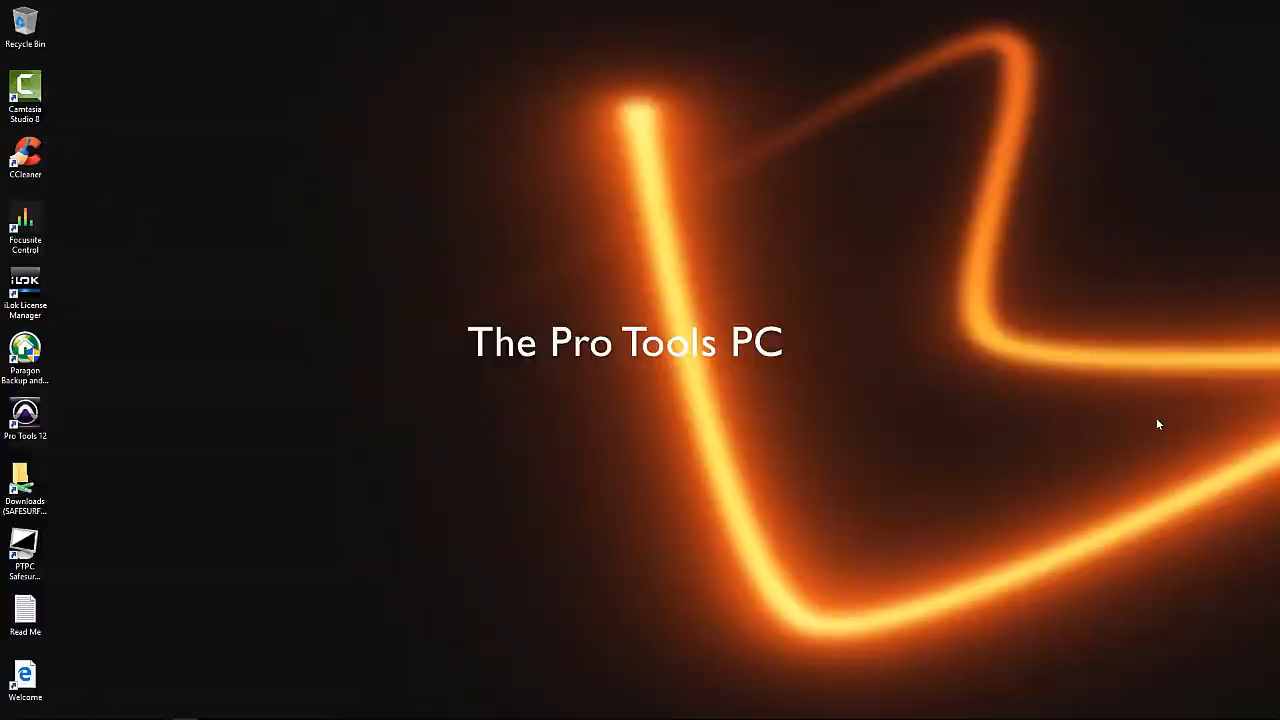 Recycle Bin
Camtasia
Studio 8
CCleaner
Focusrite
Control
iLOK
iLok License
Manager
Paragon
Backup and...
Pro Tools 12
Downloads
(SAFESURF...
PTPC
Safesur...
Read Me
Welcome
The Pro Tools PC